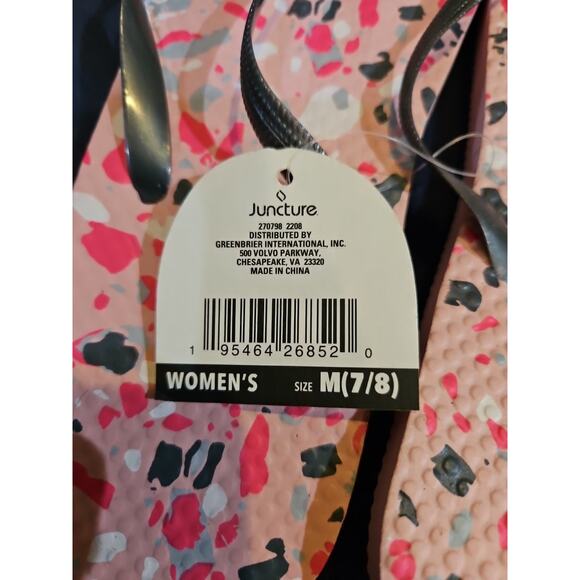 Juncture
270798 2208
DISTRIBUTED BY
GREENBRIER INTERNATIONAL, INC.
500 VOLVO PARKWAY,
CHESAPEAKE, VA 23320
MADE IN CHINA
1 95464 26852 0
WOMEN'S SIZE M(7/8)